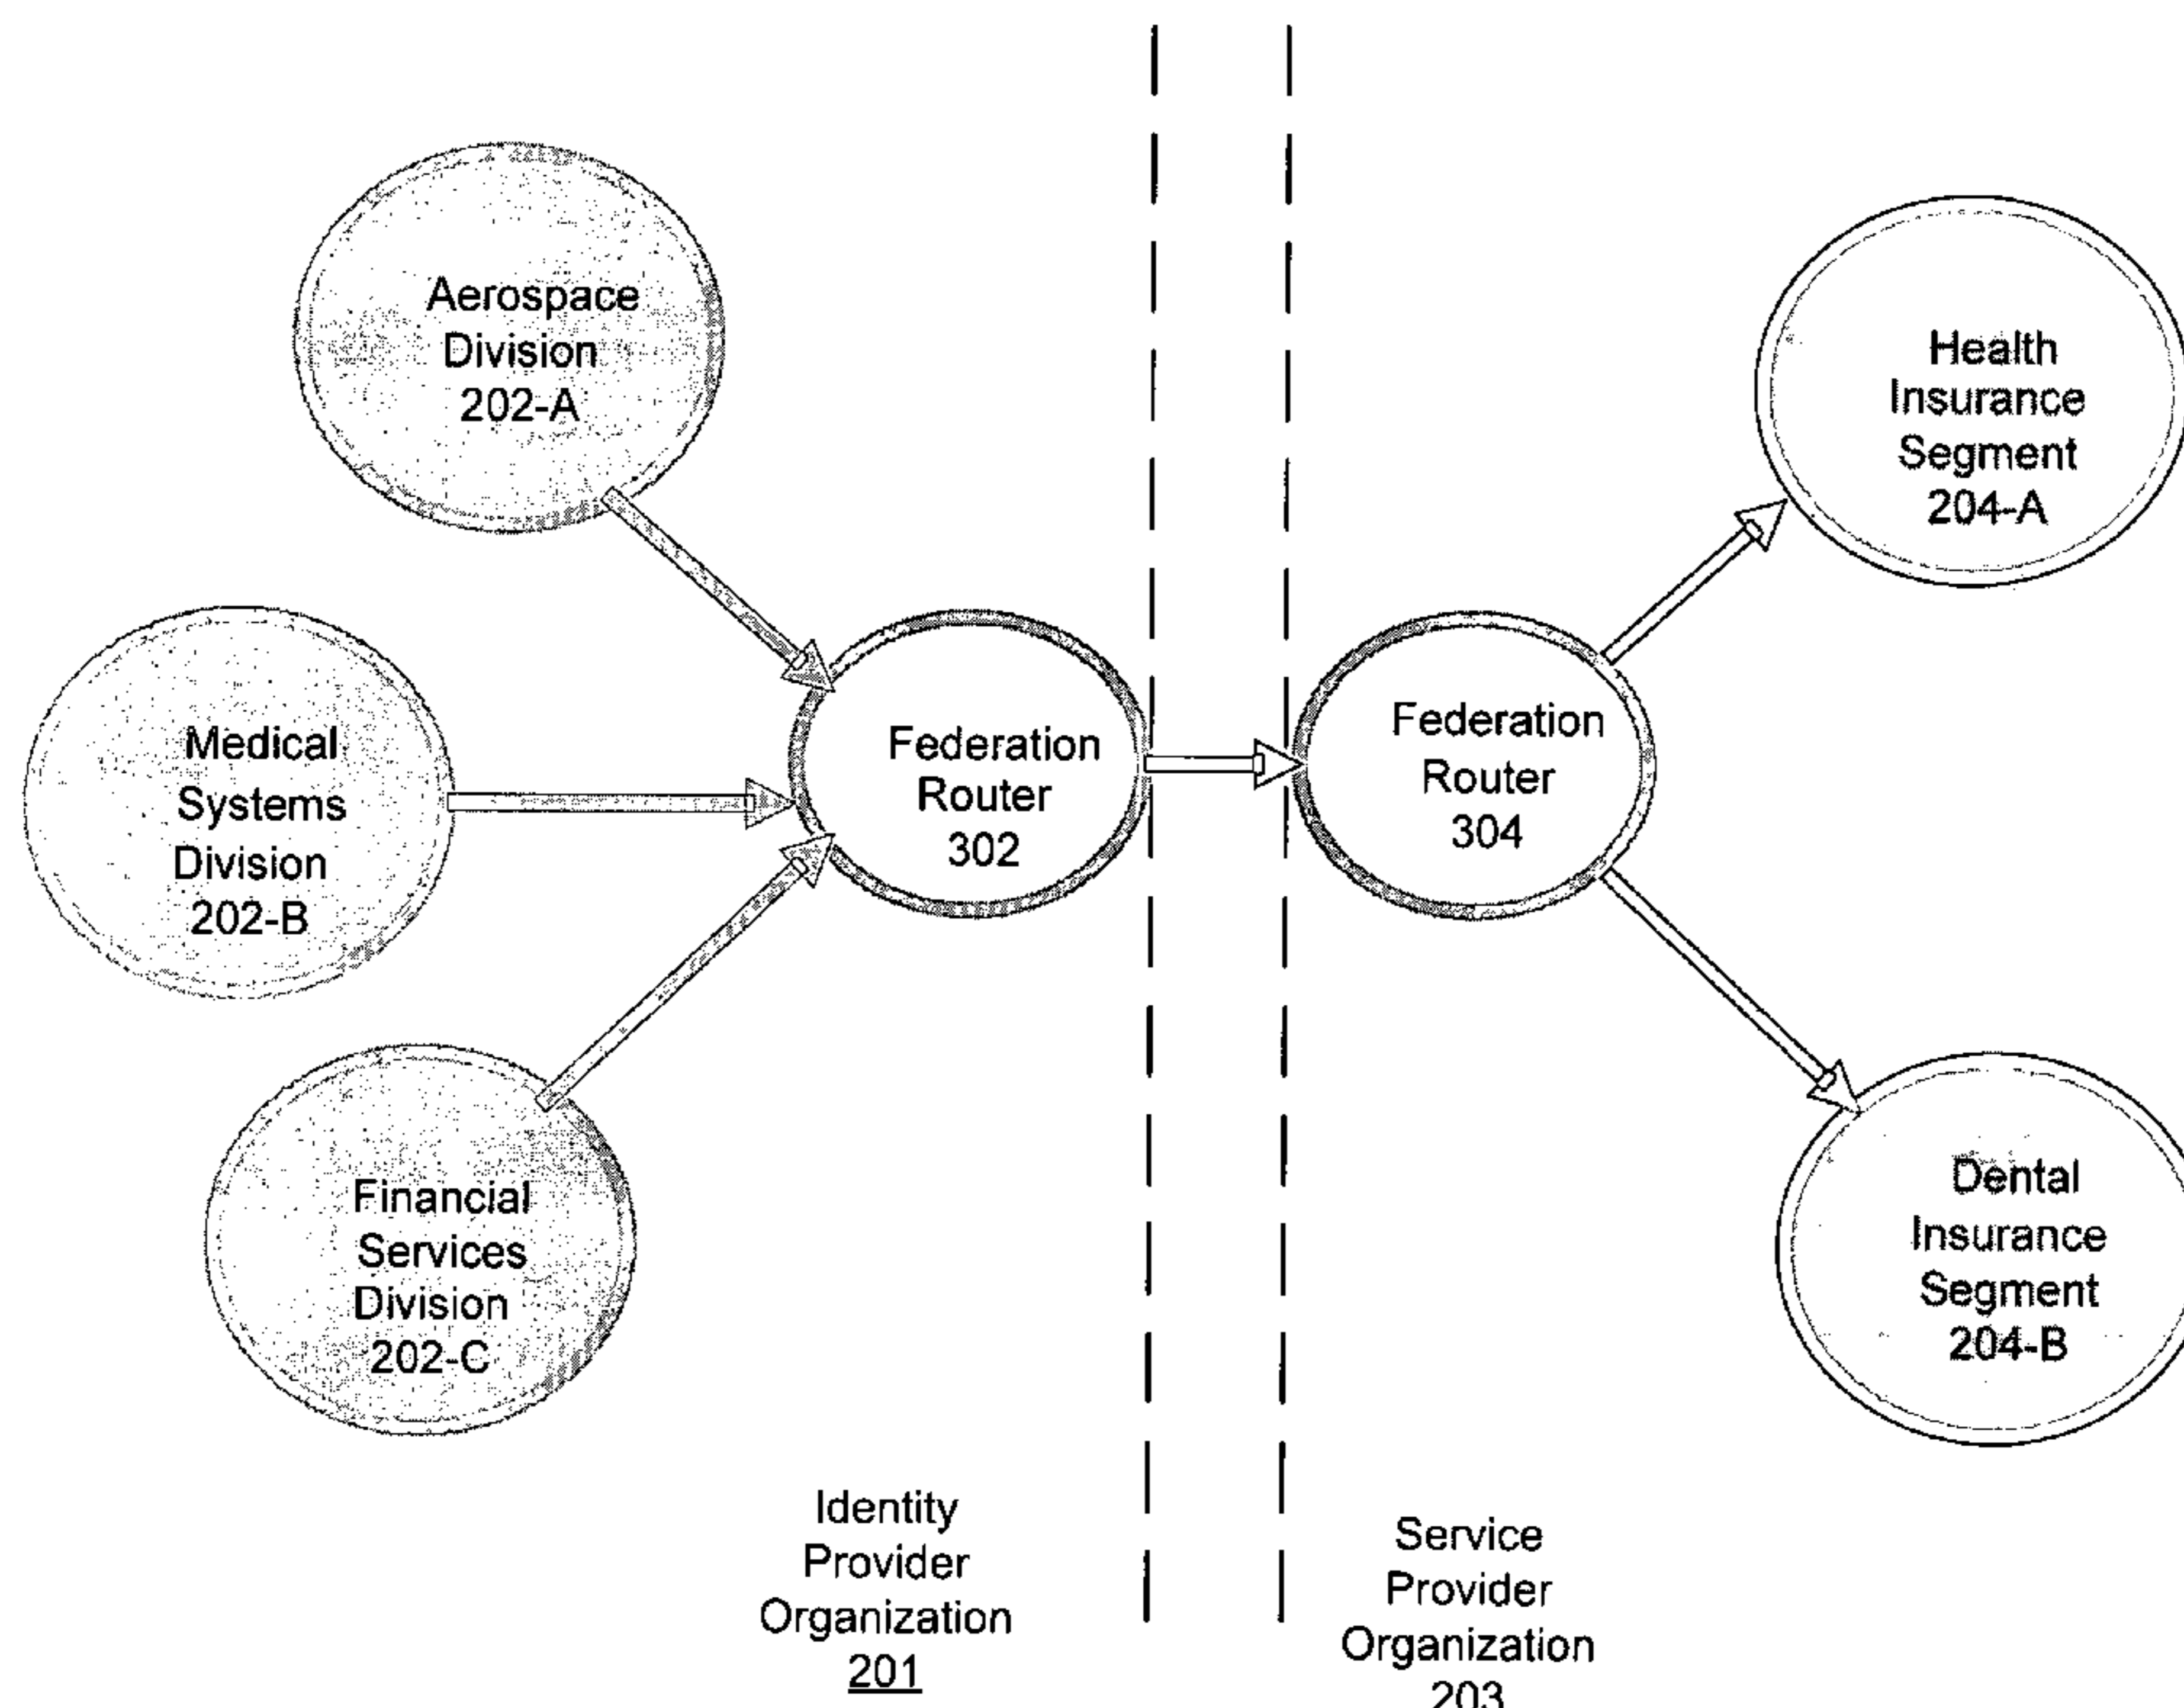 Aerospace
Division
202-A
Medical
Systems
Division
202-B
Financial
Services
Division
202-C
Federation
Router
302
Federation
Router
304
Health
Insurance
Segment
204-A
Dental
Insurance
Segment
204-B
Identity
Provider
Organization
201
Service
Provider
Organization
203